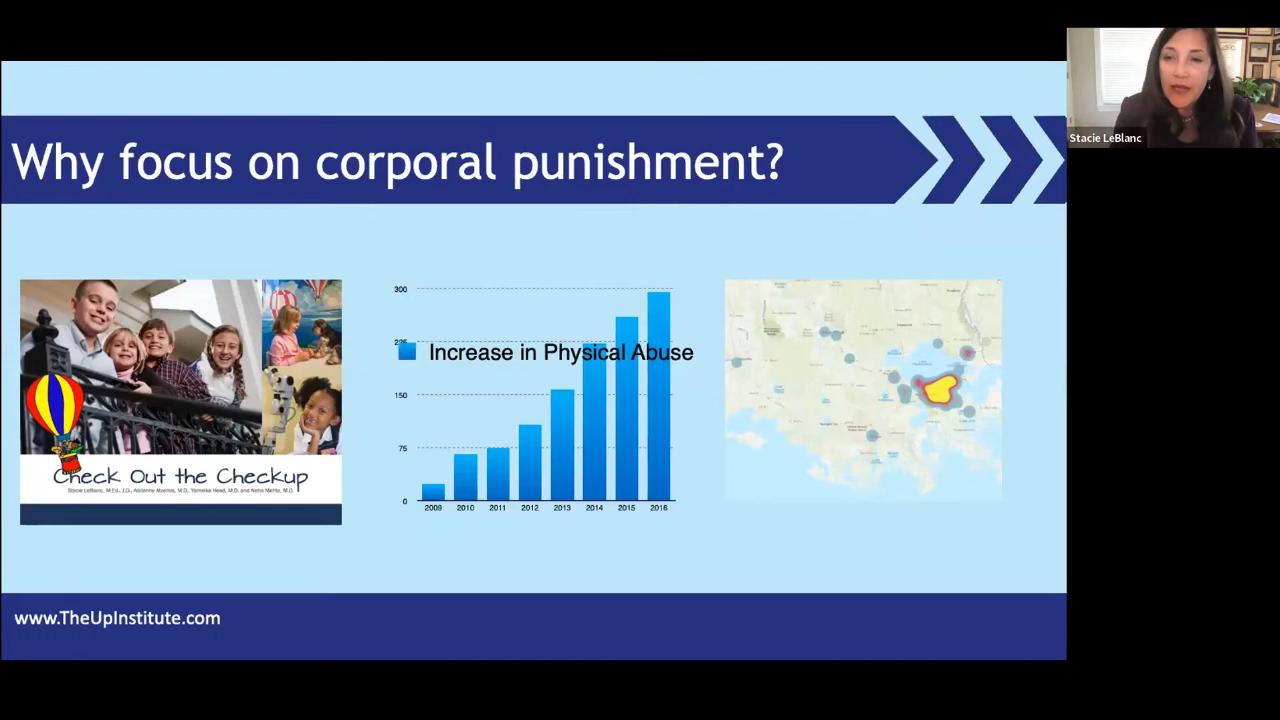 Why focus on corporal punishment?
Stacie LeBlanc
Check Out the Checkup
300
225
150
75
0
Increase in Physical Abuse
2009 2010 2011 2012 2013 2014 2015 2016
www.TheUpInstitute.com